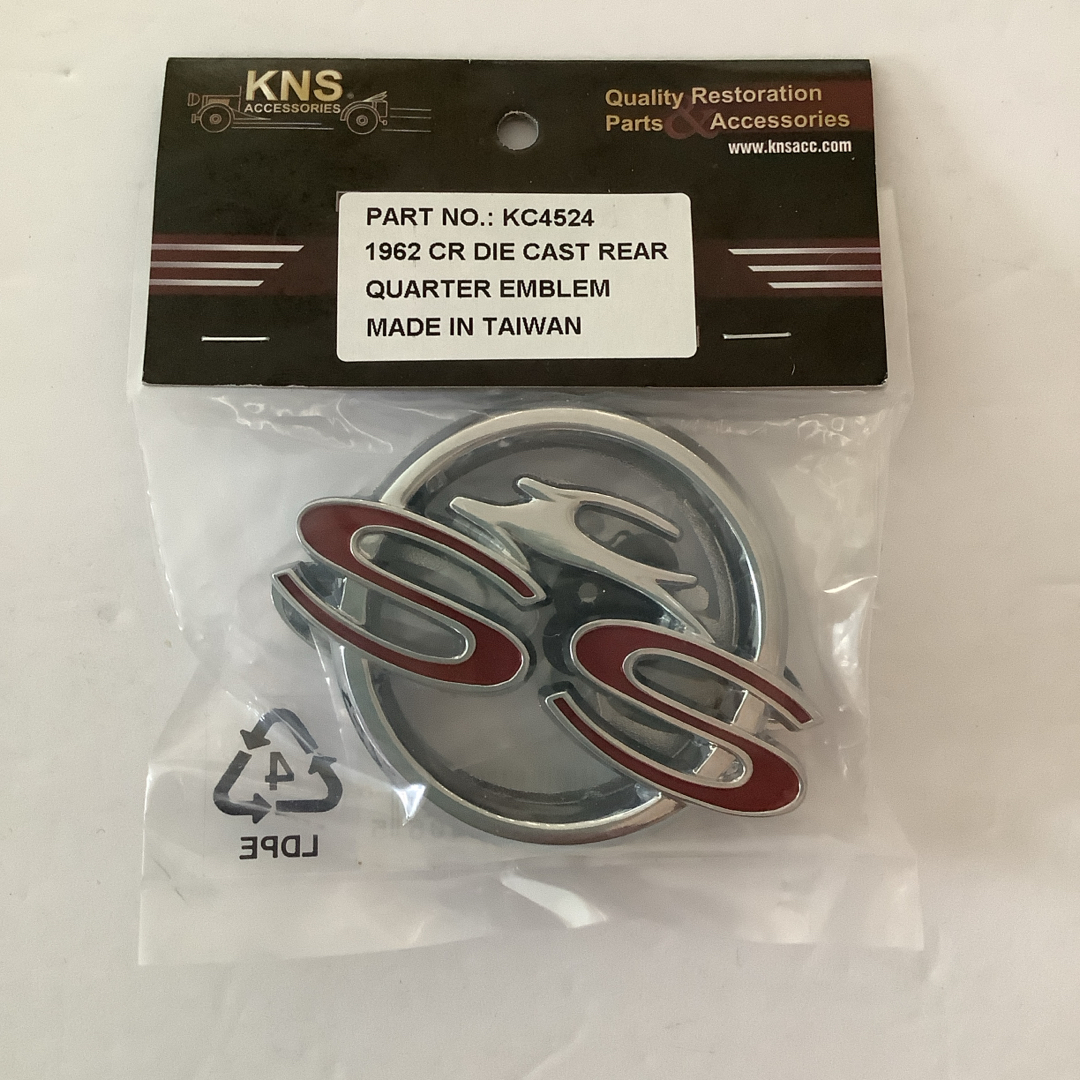 KNS
ACCESSORIES
Quality Restoration
Parts & Accessories
www.knsacc.com
PART NO.: KC4524
1962 CR DIE CAST REAR
QUARTER EMBLEM
MADE IN TAIWAN
SS
4
LDPE